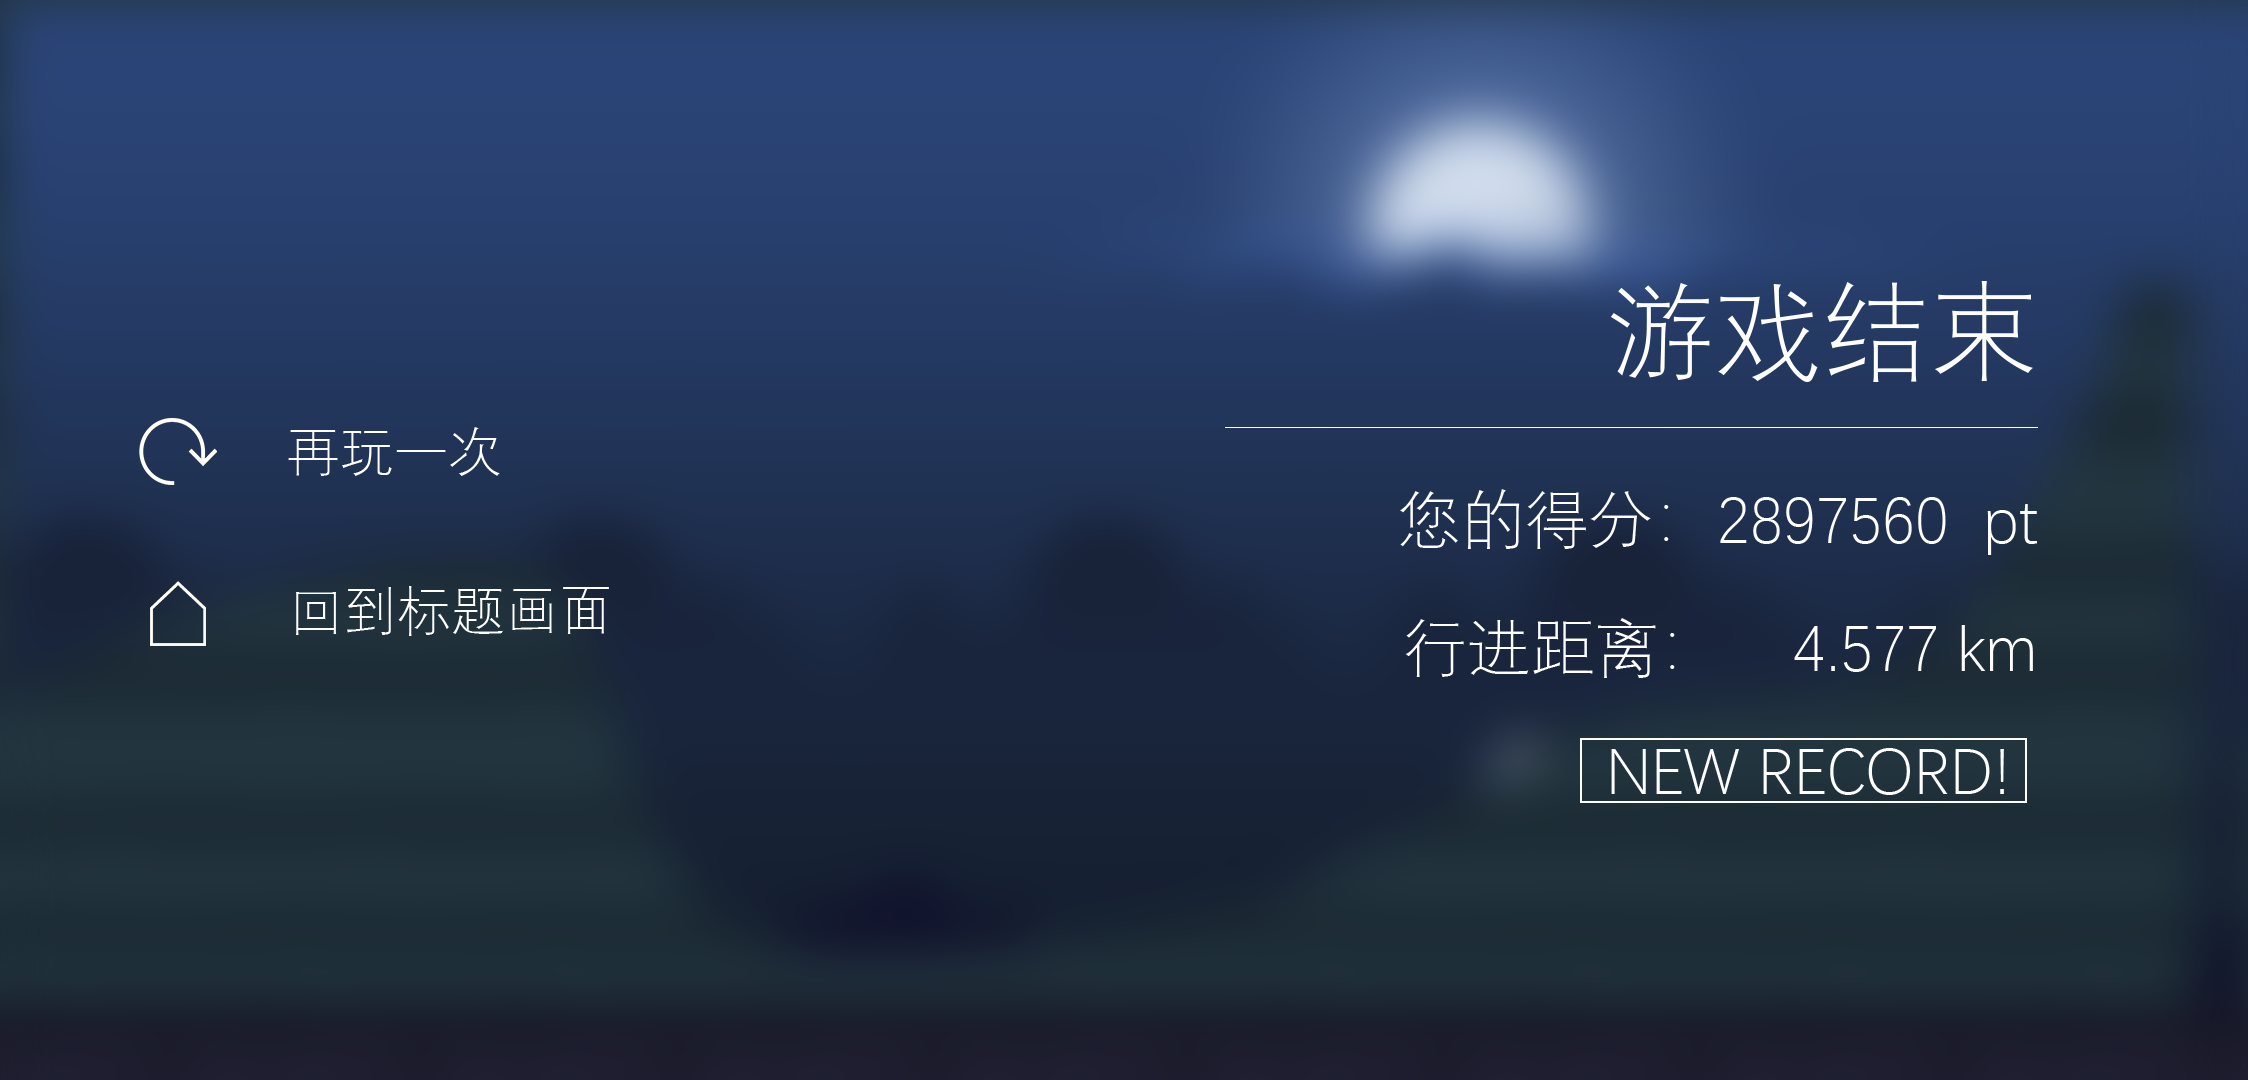 游戏结束
您的得分： 2897560 pt
行进距离： 4.577 km
NEW RECORD!
再玩一次
回到标题画面